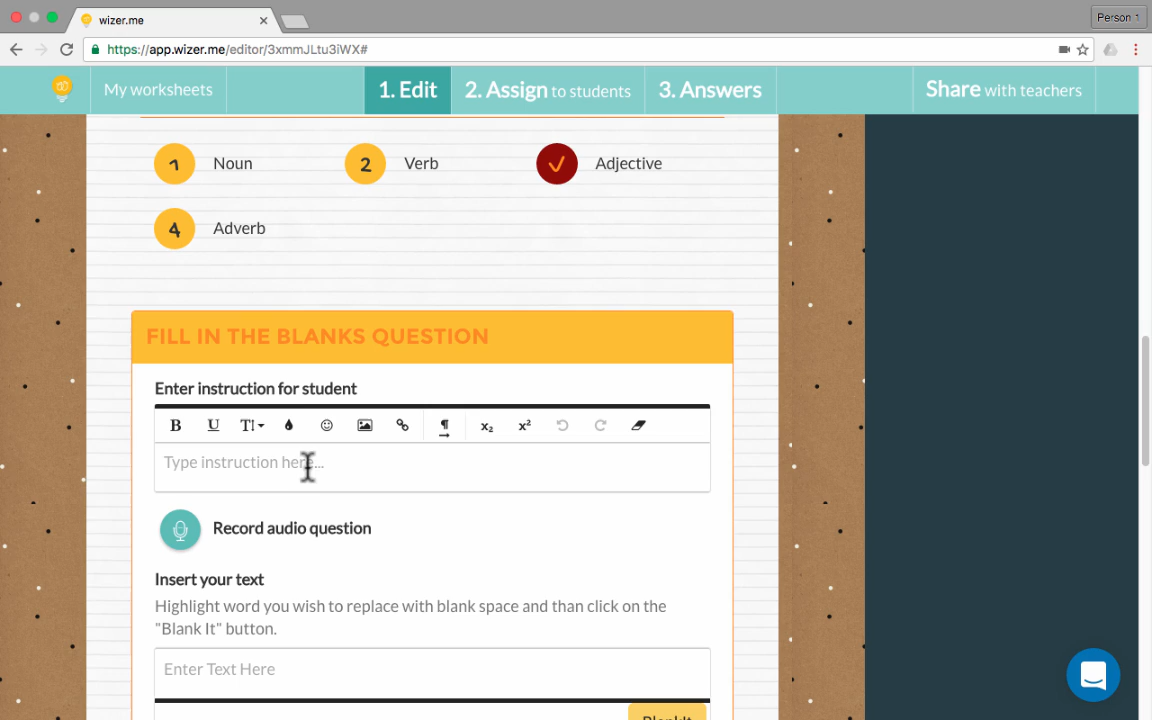 wizer.me
Person 1
https://app.wizer.me/editor/3xmmJLtu3iWX#
My worksheets
1. Edit
2. Assign to students
3. Answers
Share with teachers
1 Noun
2 Verb
Adjective
4 Adverb
FILL IN THE BLANKS QUESTION
Enter instruction for student
B U T x₂ x²
Type instruction here...
Record audio question
Insert your text
Highlight word you wish to replace with blank space and than click on the
"Blank It" button.
Enter Text Here
BlankIt